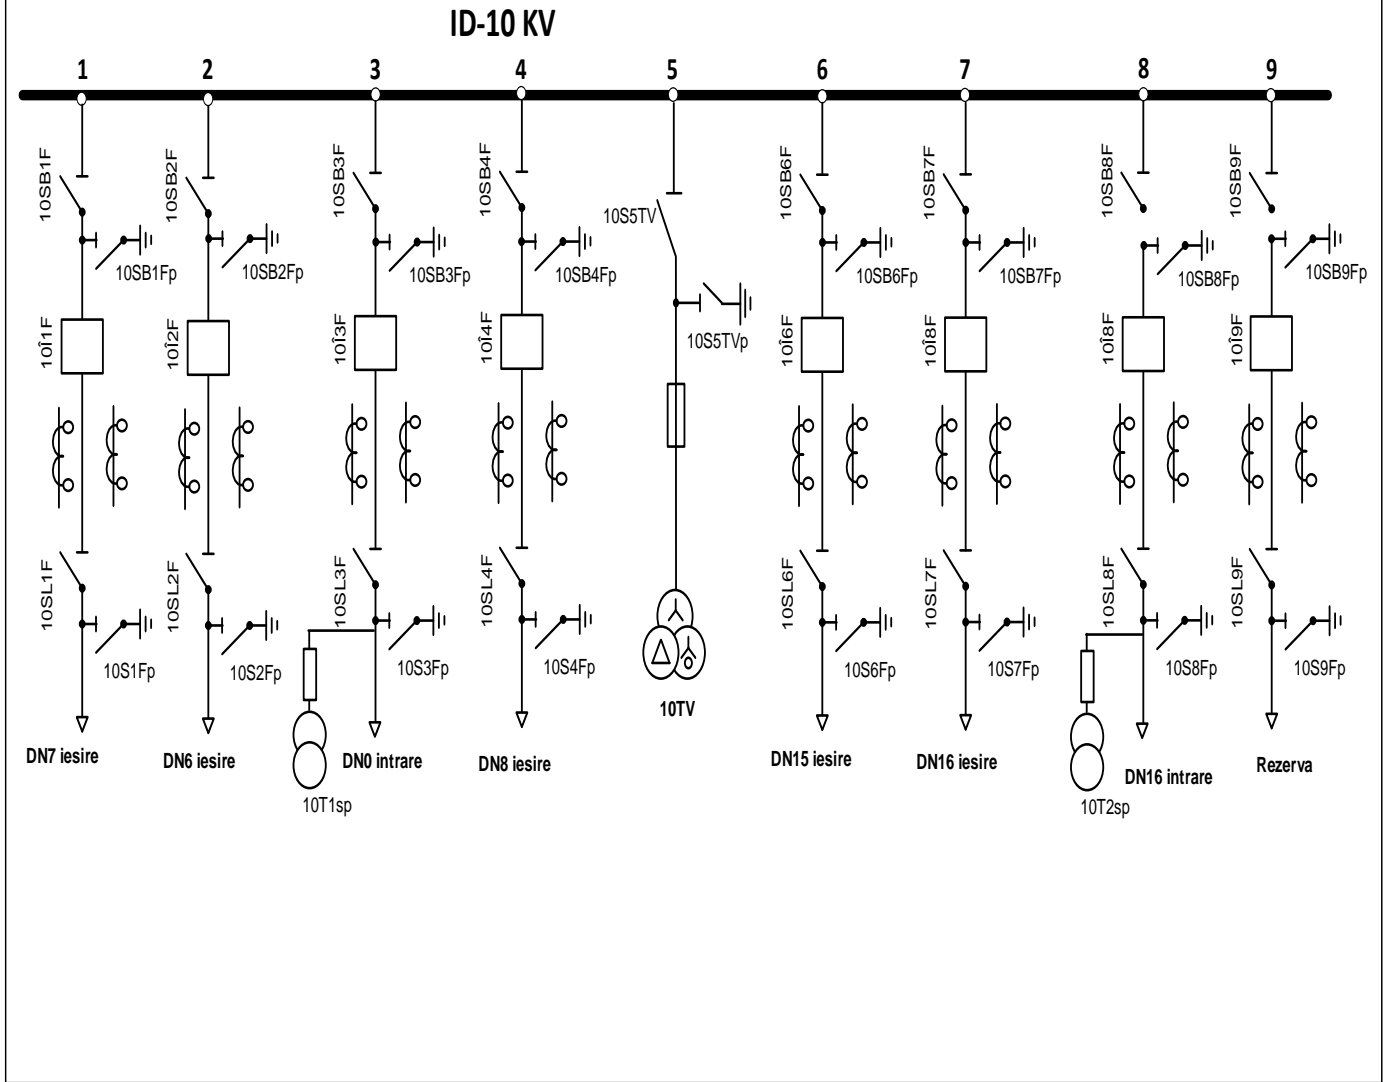 ID-10 KV
1 2 3 4 5 6 7 8 9
10SB1F 10SB2F 10SB3F 10SB4F 10S5TV 10SB6F 10SB7F 10SB8F 10SB9F
10SB1Fp 10SB2Fp 10SB3Fp 10SB4Fp 10S5TVp 10SB6Fp 10SB7Fp 10SB8Fp 10SB9Fp
10Î1F 10Î2F 10Î3F 10Î4F 10Î6F 10Î8F 10Î8F 10Î9F
10SL1F 10SL2F 10SL3F 10SL4F 10SL6F 10SL7F 10SL8F 10SL9F
10S1Fp 10S2Fp 10S3Fp 10S4Fp 10S6Fp 10S7Fp 10S8Fp 10S9Fp
10TV
DN7 iesire DN6 iesire DN0 intrare DN8 iesire DN15 iesire DN16 iesire DN16 intrare Rezerva
10T1sp 10T2sp